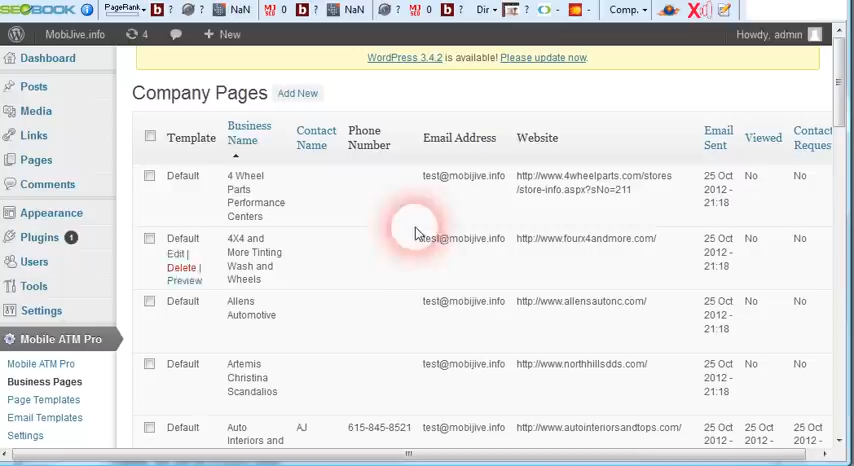 SEOBOOK PageRank b ? NaN MJ SEO 0 b ? NaN ? MJ SEO 0 b ? Dir ? - - Comp. X
MobiJive.info 4 New Howdy, admin
Dashboard
Posts
Media
Links
Pages
Comments
Appearance
Plugins 1
Users
Tools
Settings
Mobile ATM Pro
Mobile ATM Pro
Business Pages
Page Templates
Email Templates
Settings
WordPress 3.4.2 is available! Please update now.
Company Pages Add New
Template Business Name Contact Name Phone Number Email Address Website Email Sent Viewed Contact Reques
Default 4 Wheel test@mobijive.info http://www.4wheelparts.com/stores 25 Oct No No
Parts /store-info.aspx?sNo=211 2012 -
Performance 21:18
Centers
Default 4X4 and test@mobijive.info http://www.fourx4andmore.com/ 25 Oct No No
Edit | More Tinting 2012 -
Delete | Wash and 21:18
Preview Wheels
Default Allens test@mobijive.info http://www.allensautonc.com/ 25 Oct No No
Automotive 2012 -
21:18
Default Artemis test@mobijive.info http://www.northhillsdds.com/ 25 Oct No No
Christina 2012 -
Scandalios 21:18
Default Auto AJ 615-845-8521 test@mobijive.info http://www.autointeriorsandtops.com/ 25 Oct 25 Oct 25 Oct
Interiors and 2012 - 2012 - 2012 -